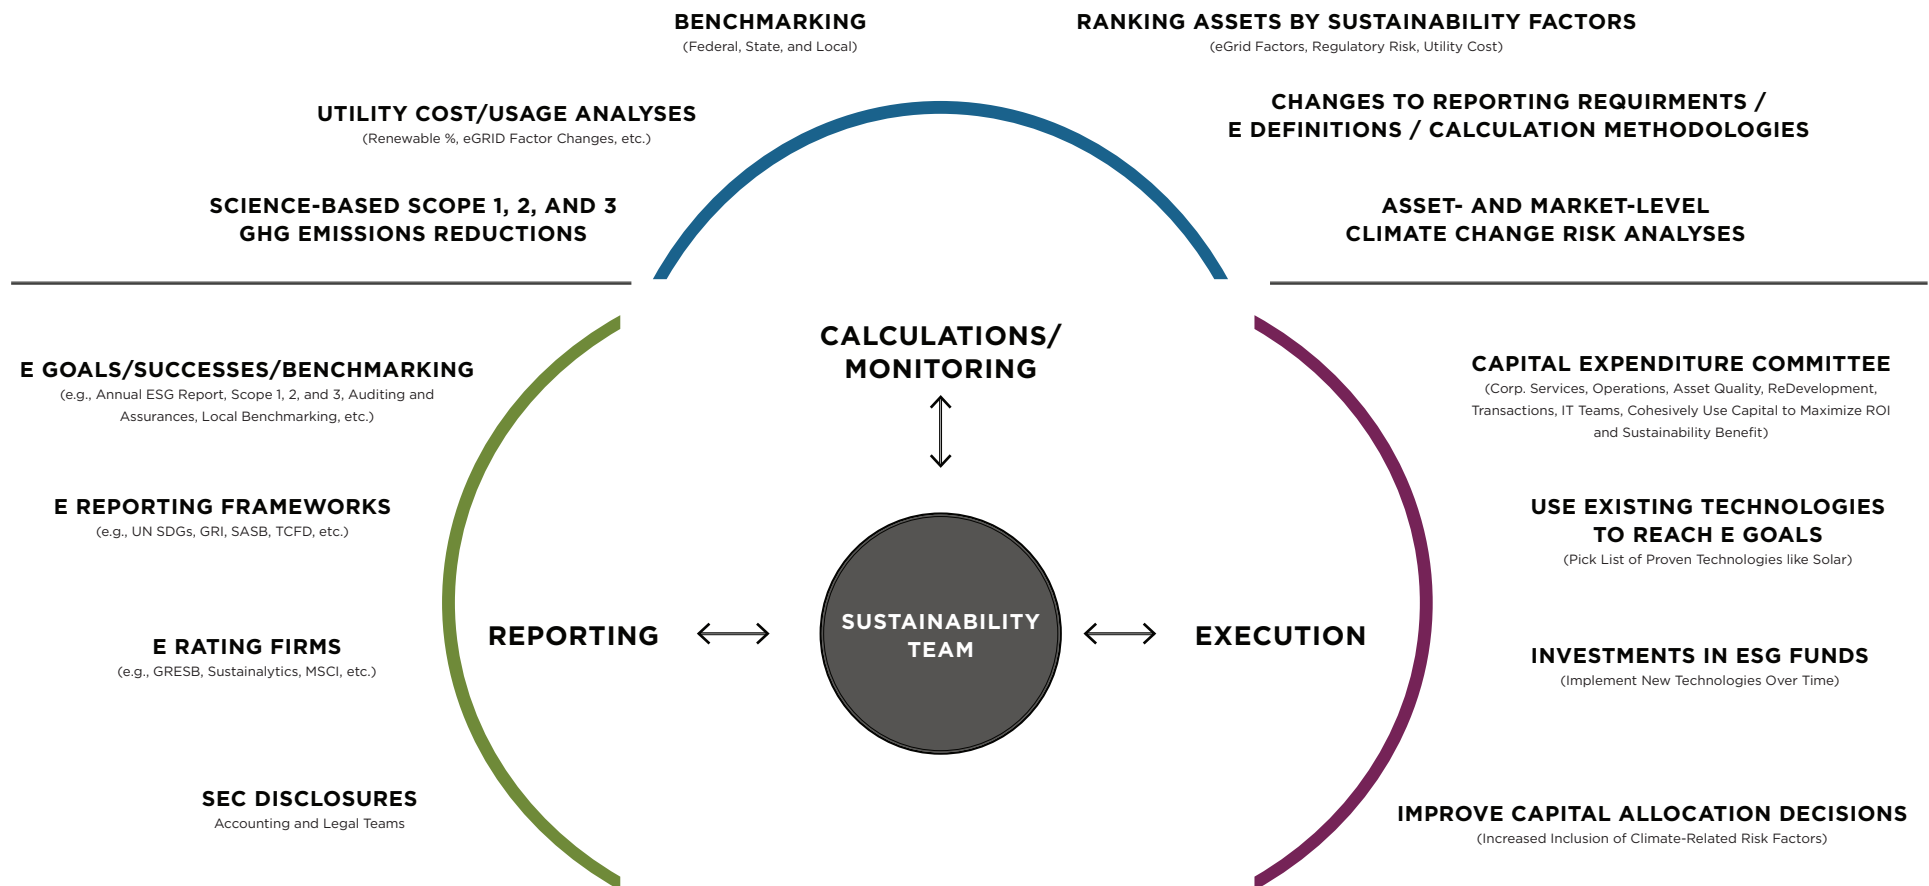 BENCHMARKING
(Federal, State, and Local)
RANKING ASSETS BY SUSTAINABILITY FACTORS
(eGrid Factors, Regulatory Risk, Utility Cost)
UTILITY COST/USAGE ANALYSES
(Renewable %, eGRID Factor Changes, etc.)
CHANGES TO REPORTING REQUIRMENTS /
E DEFINITIONS / CALCULATION METHODOLOGIES
SCIENCE-BASED SCOPE 1, 2, AND 3
GHG EMISSIONS REDUCTIONS
ASSET- AND MARKET-LEVEL
CLIMATE CHANGE RISK ANALYSES
CALCULATIONS/
MONITORING
E GOALS/SUCCESSES/BENCHMARKING
(e.g., Annual ESG Report, Scope 1, 2, and 3, Auditing and
Assurances, Local Benchmarking, etc.)
E REPORTING FRAMEWORKS
(e.g., UN SDGs, GRI, SASB, TCFD, etc.)
E RATING FIRMS
(e.g., GRESB, Sustainalytics, MSCI, etc.)
SEC DISCLOSURES
Accounting and Legal Teams
REPORTING
SUSTAINABILITY
TEAM
EXECUTION
CAPITAL EXPENDITURE COMMITTEE
(Corp. Services, Operations, Asset Quality, ReDevelopment,
Transactions, IT Teams, Cohesively Use Capital to Maximize ROI
and Sustainability Benefit)
USE EXISTING TECHNOLOGIES
TO REACH E GOALS
(Pick List of Proven Technologies like Solar)
INVESTMENTS IN ESG FUNDS
(Implement New Technologies Over Time)
IMPROVE CAPITAL ALLOCATION DECISIONS
(Increased Inclusion of Climate-Related Risk Factors)